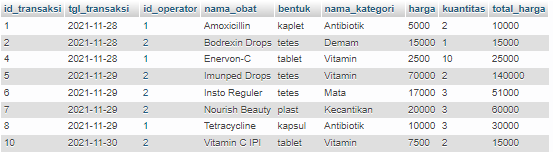 id_transaksi tgl_transaksi id_operator nama_obat bentuk nama_kategori harga kuantitas total_harga
1 2021-11-28 1 Amoxicillin kaplet Antibiotik 5000 2 10000
2 2021-11-28 2 Bodrexin Drops tetes Demam 15000 1 15000
4 2021-11-28 1 Enervon-C tablet Vitamin 2500 10 25000
5 2021-11-29 2 Imunped Drops tetes Vitamin 70000 2 140000
6 2021-11-29 2 Insto Reguler tetes Mata 17000 3 51000
7 2021-11-29 2 Nourish Beauty plast Kecantikan 20000 3 60000
8 2021-11-29 1 Tetracycline kapsul Antibiotik 10000 3 30000
10 2021-11-30 2 Vitamin C IPI tablet Vitamin 7500 2 15000